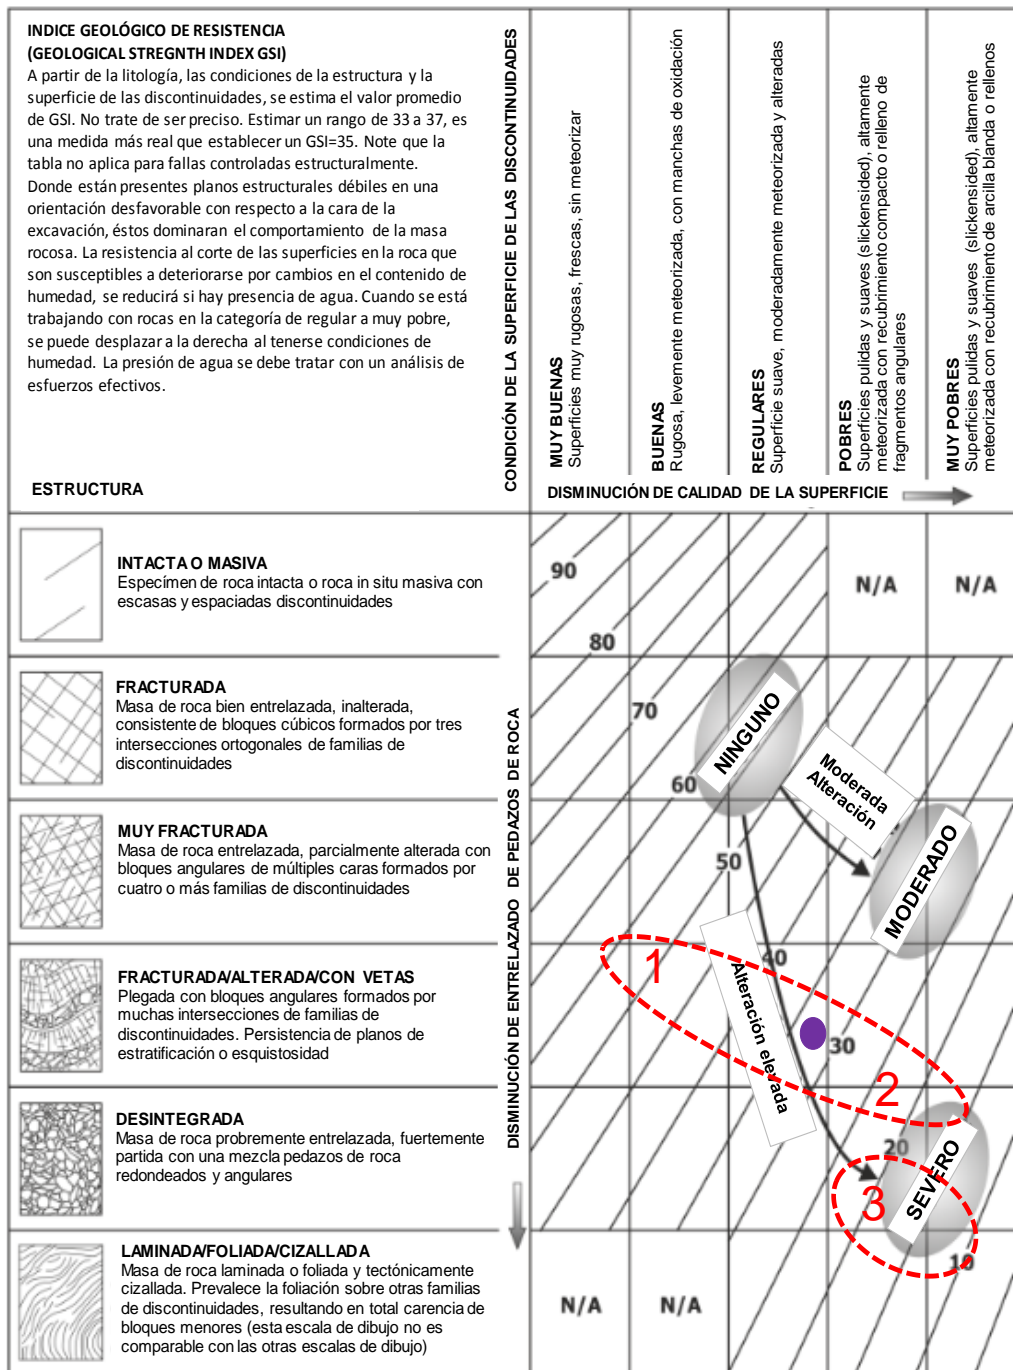 INDICE GEOLÓGICO DE RESISTENCIA
(GEOLOGICAL STREGNTH INDEX GSI)
A partir de la litología, las condiciones de la estructura y la
superficie de las discontinuidades, se estima el valor promedio
de GSI. No trate de ser preciso. Estimar un rango de 33 a 37, es
una medida más real que establecer un GSI=35. Note que la
tabla no aplica para fallas controladas estructuralmente.
Donde están presentes planos estructurales débiles en una
orientación desfavorable con respecto a la cara de la
excavación, éstos dominaran el comportamiento de la masa
rocosa. La resistencia al corte de las superficies en la roca que
son susceptibles a deteriorarse por cambios en el contenido de
humedad, se reducirá si hay presencia de agua. Cuando se está
trabajando con rocas en la categoría de regular a muy pobre,
se puede desplazar a la derecha al tenerse condiciones de
humedad. La presión de agua se debe tratar con un análisis de
esfuerzos efectivos.
ESTRUCTURA
CONDICIÓN DE LA SUPERFICIE DE LAS DISCONTINUIDADES
MUY BUENAS
Superficies muy rugosas, frescas, sin meteorizar
BUENAS
Rugosa, levemente meteorizada, con manchas de oxidación
REGULARES
Superficie suave, moderadamente meteorizada y alteradas
POBRES
Superficies pulidas y suaves (slickensided), altamente
meteorizada con recubrimiento compacto o relleno de
fragmentos angulares
MUY POBRES
Superficies pulidas y suaves (slickensided), altamente
meteorizada con recubrimiento de arcilla blanda o rellenos
DISMINUCIÓN DE CALIDAD DE LA SUPERFICIE
INTACTA O MASIVA
Especímen de roca intacta o roca in situ masiva con
escasas y espaciadas discontinuidades
FRACTURADA
Masa de roca bien entrelazada, inalterada,
consistente de bloques cúbicos formados por tres
intersecciones ortogonales de familias de
discontinuidades
MUY FRACTURADA
Masa de roca entrelazada, parcialmente alterada con
bloques angulares de múltiples caras formados por
cuatro o más familias de discontinuidades
FRACTURADA/ALTERADA/CON VETAS
Plegada con bloques angulares formados por
muchas intersecciones de familias de
discontinuidades. Persistencia de planos de
estratificación o esquistosidad
DESINTEGRADA
Masa de roca probremente entrelazada, fuertemente
partida con una mezcla pedazos de roca
redondeados y angulares
LAMINADA/FOLIADA/CIZALLADA
Masa de roca laminada o foliada y tectónicamente
cizallada. Prevalece la foliación sobre otras familias
de discontinuidades, resultando en total carencia de
bloques menores (esta escala de dibujo no es
comparable con las otras escalas de dibujo)
DISMINUCIÓN DE ENTRELAZADO DE PEDAZOS DE ROCA
90
N/A
N/A
80
70
NINGUNO
60
Moderada
Alteración
50
MODERADO
1
40
Alteración elevada
30
2
20
SEVERO
3
10
N/A
N/A